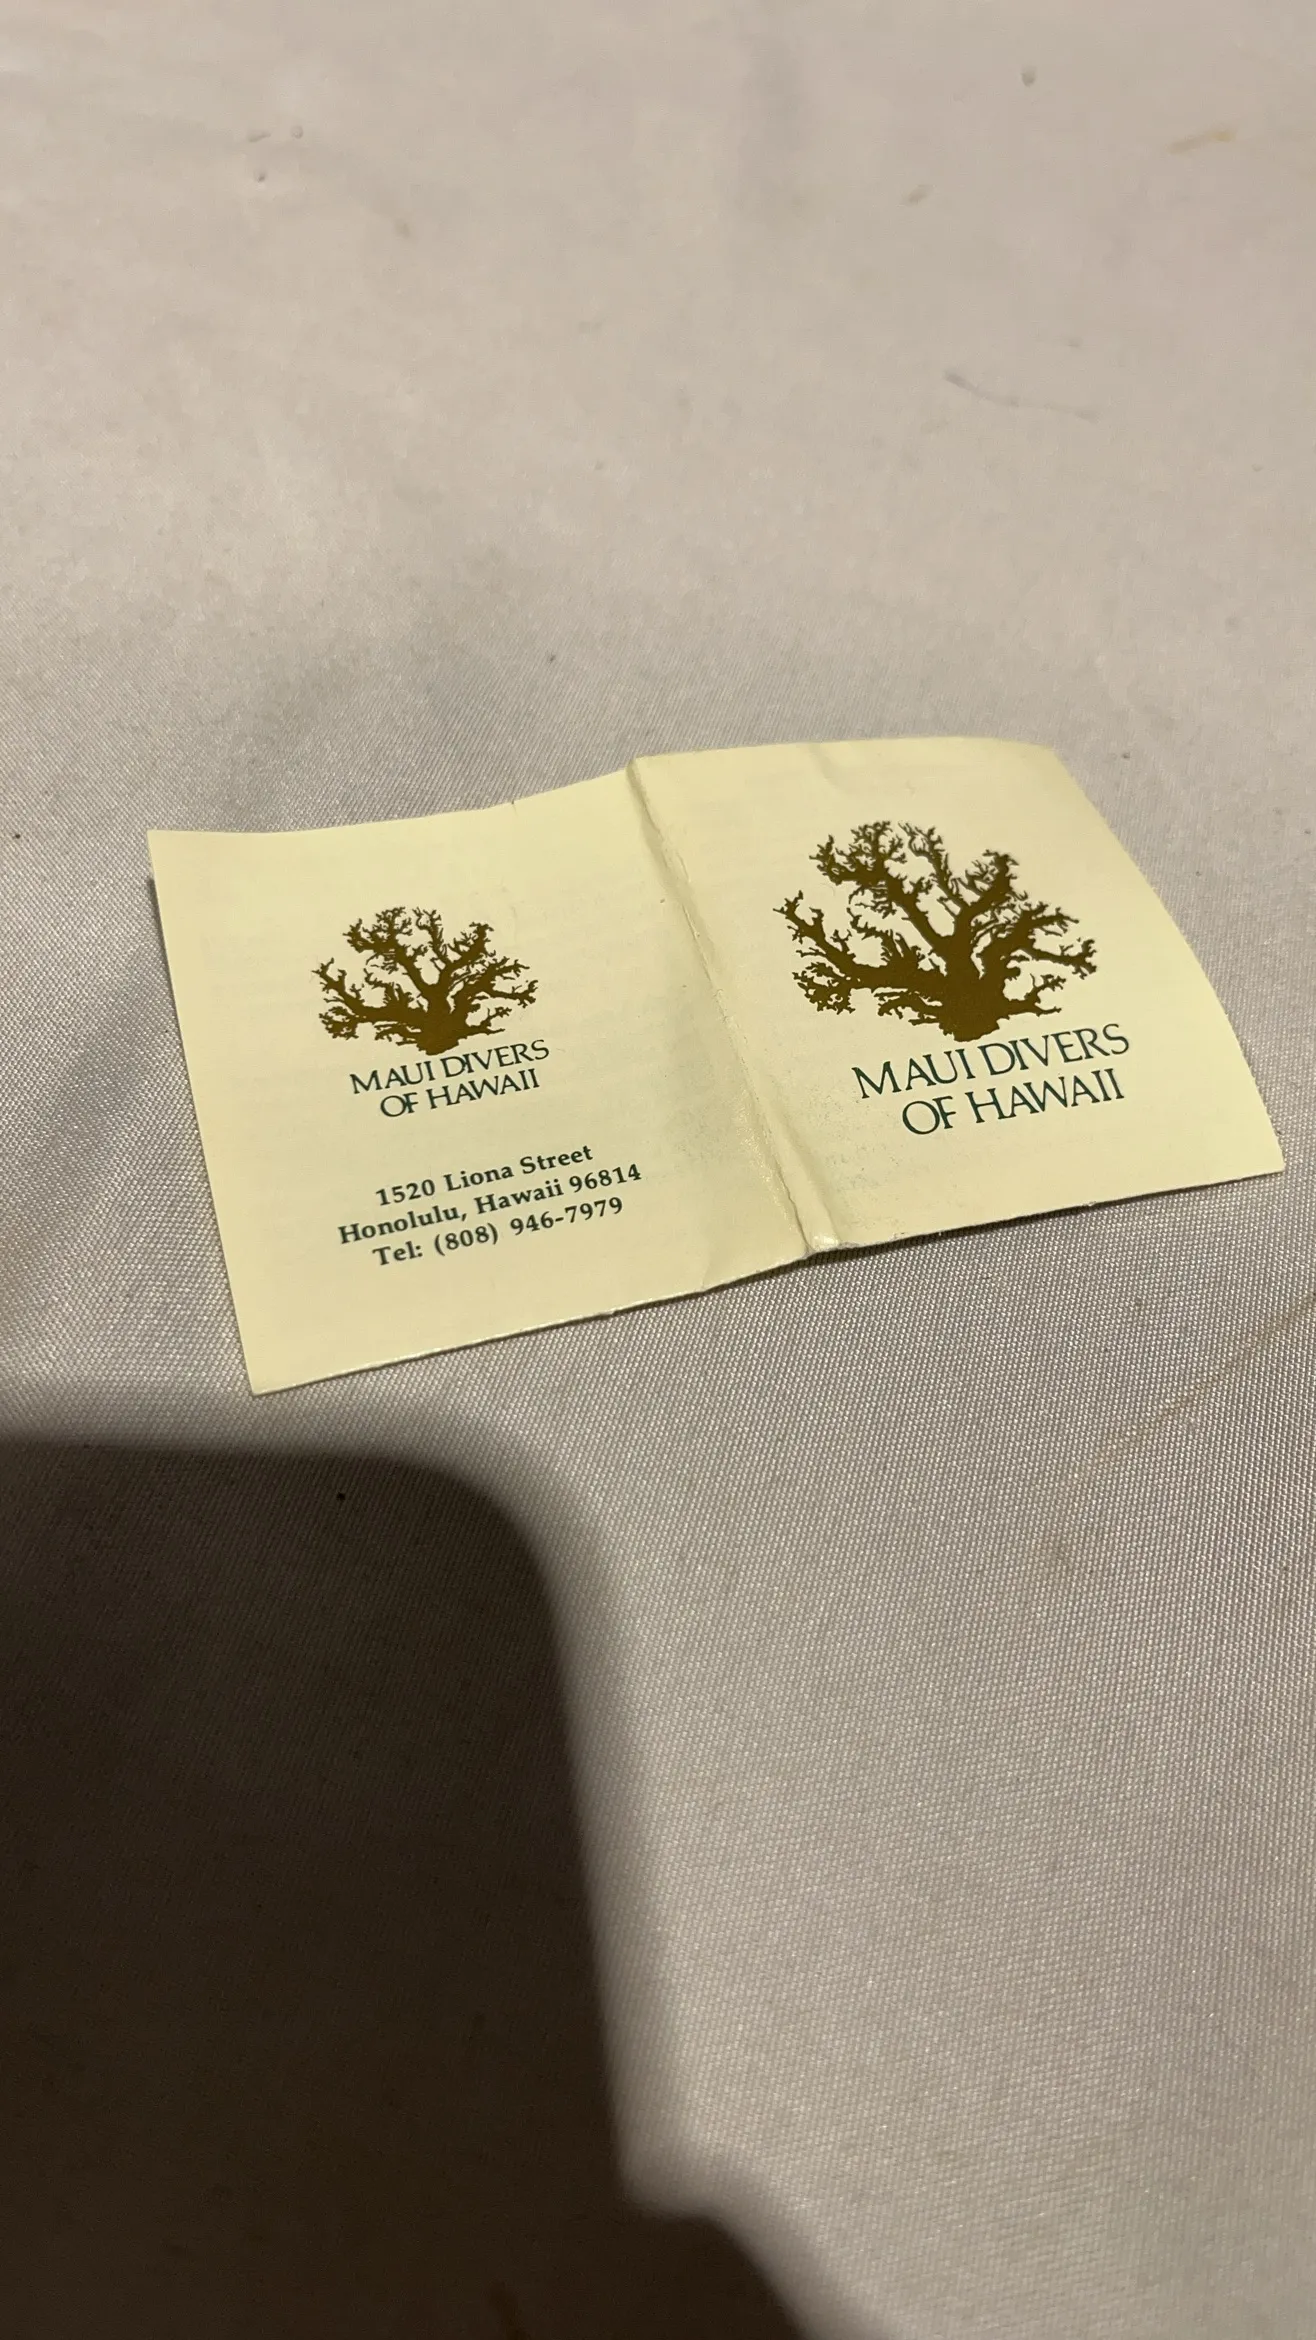 MAUI DIVERS
OF HAWAII
1520 Liona Street
Honolulu, Hawaii 96814
Tel: (808) 946-7979
MAUI DIVERS
OF HAWAII